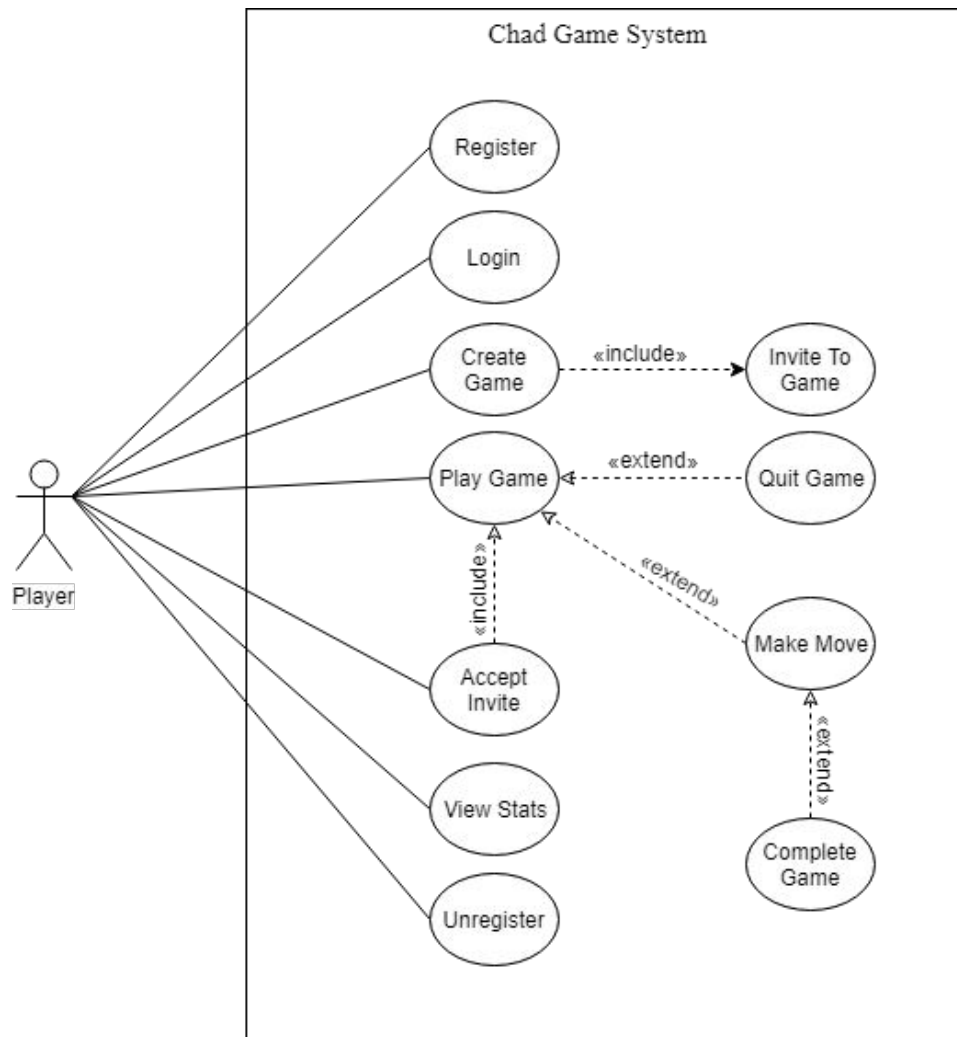 Chad Game System
Register
Login
Create
Game
«include»
Invite To
Game
Play Game
«extend»
Quit Game
«include»
«extend»
Make Move
Player
Accept
Invite
«extend»
View Stats
Complete
Game
Unregister